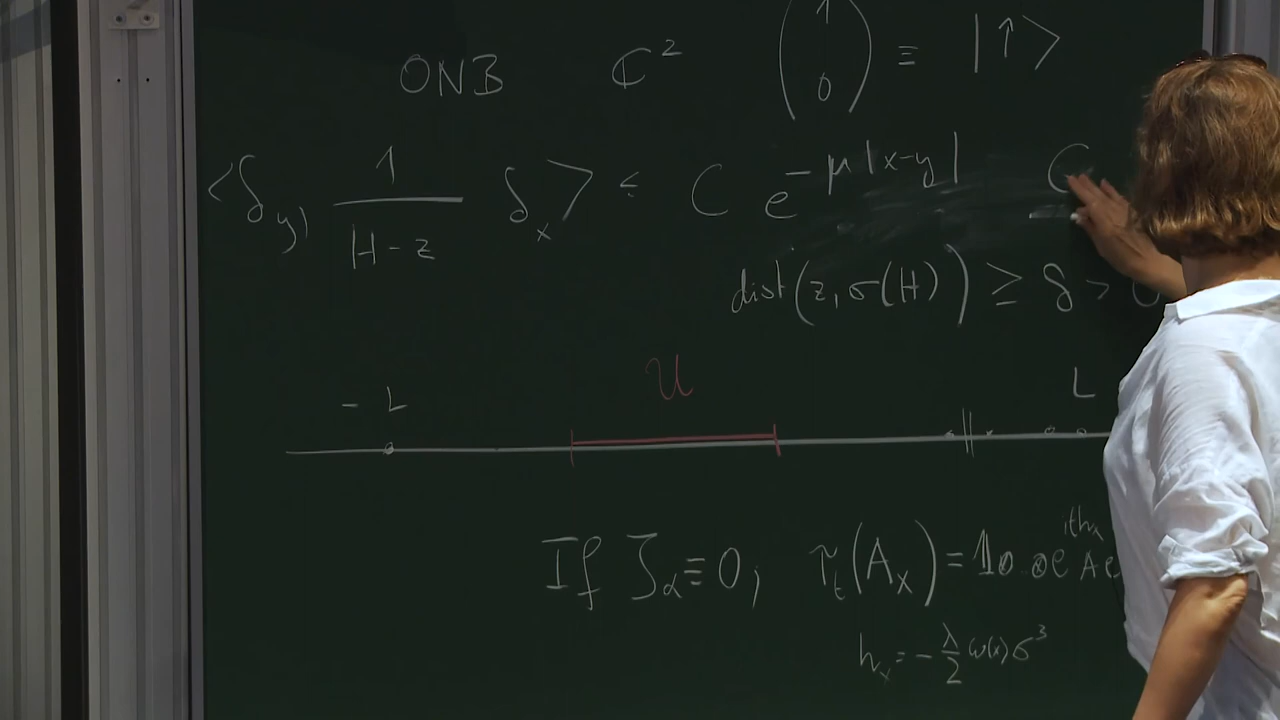 ONB ℂ² (1 0) ≡ |↑>
<δ_y, 1/(H-z) δ_x> ≤ C e^{-μ|x-y|} C
dist(z, σ(H)) ≥ δ > 0
U
-L L
If J_α ≡ 0, τ_t(A_x) = 1⊗..⊗e^{ith_x} A e
h_x = -λ/2 ω(x) σ³